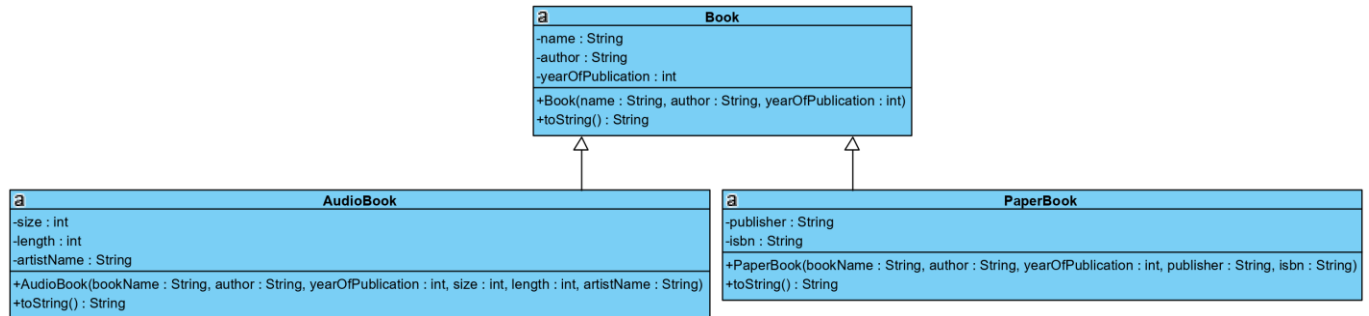 a Book
-name : String
-author : String
-yearOfPublication : int
+Book(name : String, author : String, yearOfPublication : int)
+toString() : String
a AudioBook
-size : int
-length : int
-artistName : String
+AudioBook(bookName : String, author : String, yearOfPublication : int, size : int, length : int, artistName : String)
+toString() : String
a PaperBook
-publisher : String
-isbn : String
+PaperBook(bookName : String, author : String, yearOfPublication : int, publisher : String, isbn : String)
+toString() : String